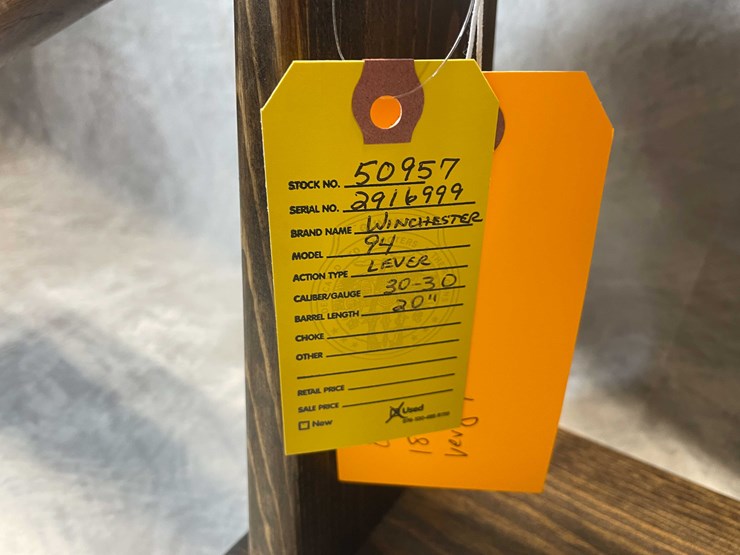 STOCK NO. 50957
SERIAL NO. 2916999
BRAND NAME WINCHESTER
MODEL 94
ACTION TYPE LEVER
CALIBER/GAUGE 30-30
BARREL LENGTH 20"
CHOKE
OTHER
RETAIL PRICE
SALE PRICE
New
Used
18